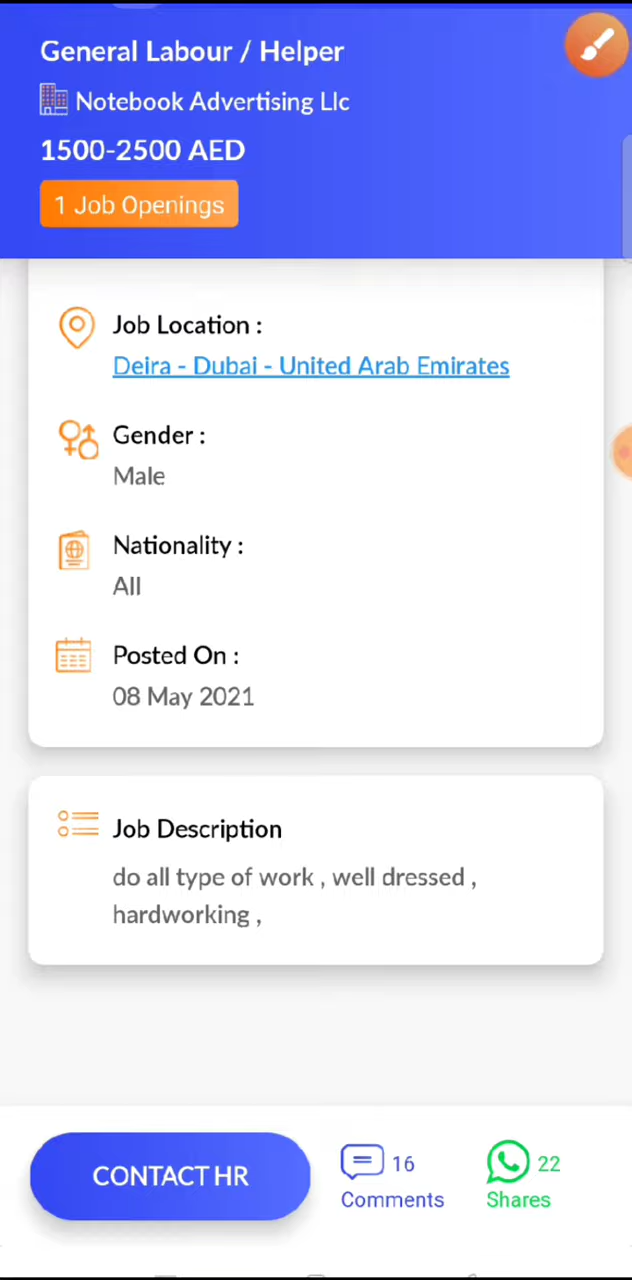 General Labour / Helper
Notebook Advertising Llc
1500-2500 AED
1 Job Openings
Job Location :
Deira - Dubai - United Arab Emirates
Gender :
Male
Nationality :
All
Posted On :
08 May 2021
Job Description
do all type of work , well dressed ,
hardworking ,
CONTACT HR
16
Comments
22
Shares